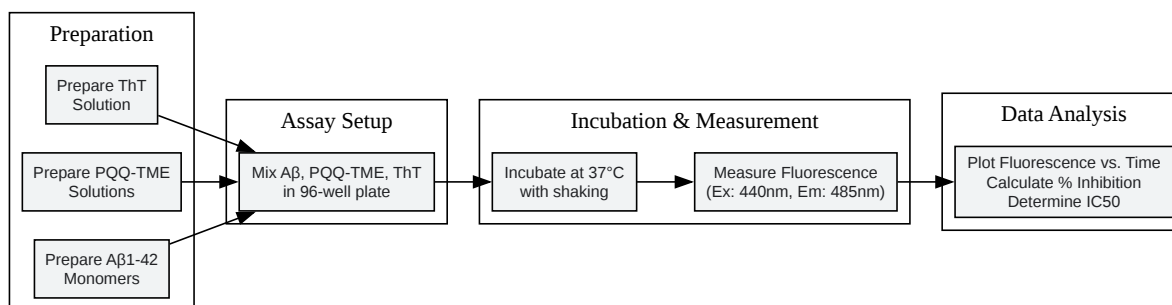 Preparation
Prepare ThT
Solution
Prepare PQQ-TME
Solutions
Prepare Aβ1-42
Monomers
Assay Setup
Mix Aβ, PQQ-TME, ThT
in 96-well plate
Incubation & Measurement
Incubate at 37°C
with shaking
Measure Fluorescence
(Ex: 440nm, Em: 485nm)
Data Analysis
Plot Fluorescence vs. Time
Calculate % Inhibition
Determine IC50